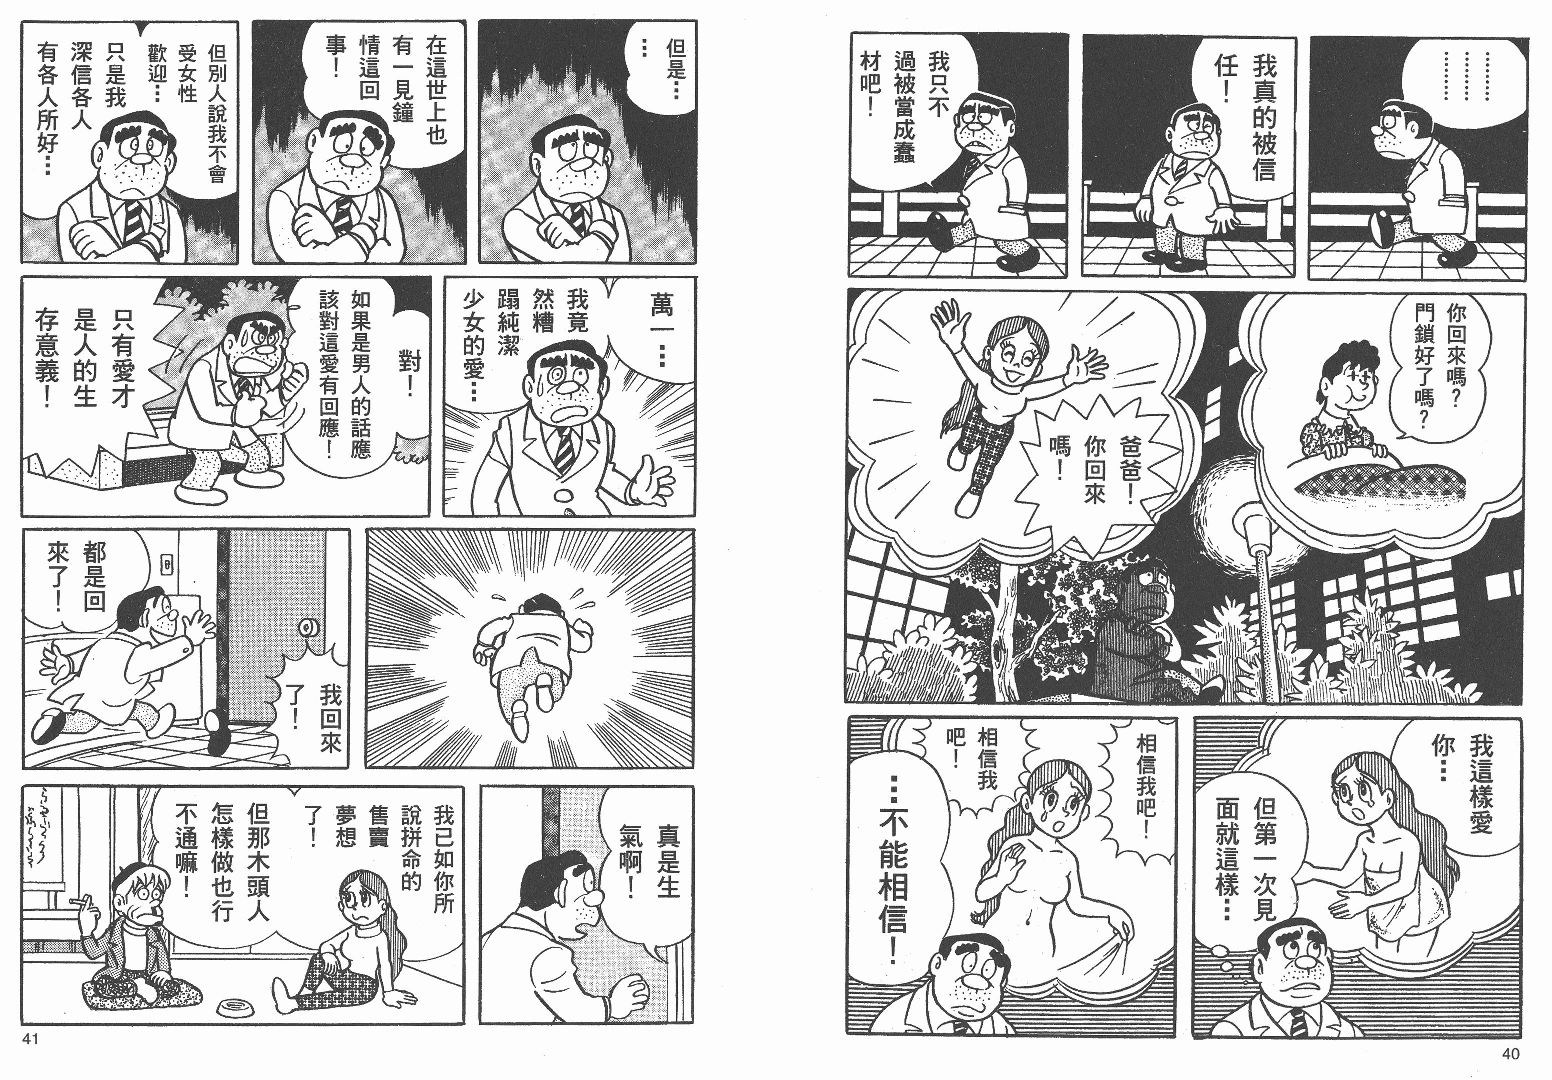 ⋯⋯
⋯⋯
⋯⋯
我真的被信
任！
我只不
過被當成蠢
材吧！
你回來嗎？
門鎖好了嗎？
爸爸！
你回來
嗎！
我這樣愛
你⋯
但第一次見
面就這樣⋯
相信我吧！
相信我
吧！
⋯不能相信！
40
但是⋯
⋯
在這世上也
有一見鐘
情這回
事！
但別人說我不會
受女性
歡迎⋯
只是我
深信各人
有各人所好⋯
萬一⋯
我竟
然糟
蹋純潔
少女的愛⋯
對！
如果是男人的話應
該對這愛有回應！
只有愛才
是人的生
存意義！
我回來
了！
都是回
來了！
真是生
氣啊！
我已如你所
說拼命的
售賣
夢想
了！
但那木頭人
怎樣做也行
不通嘛！
41